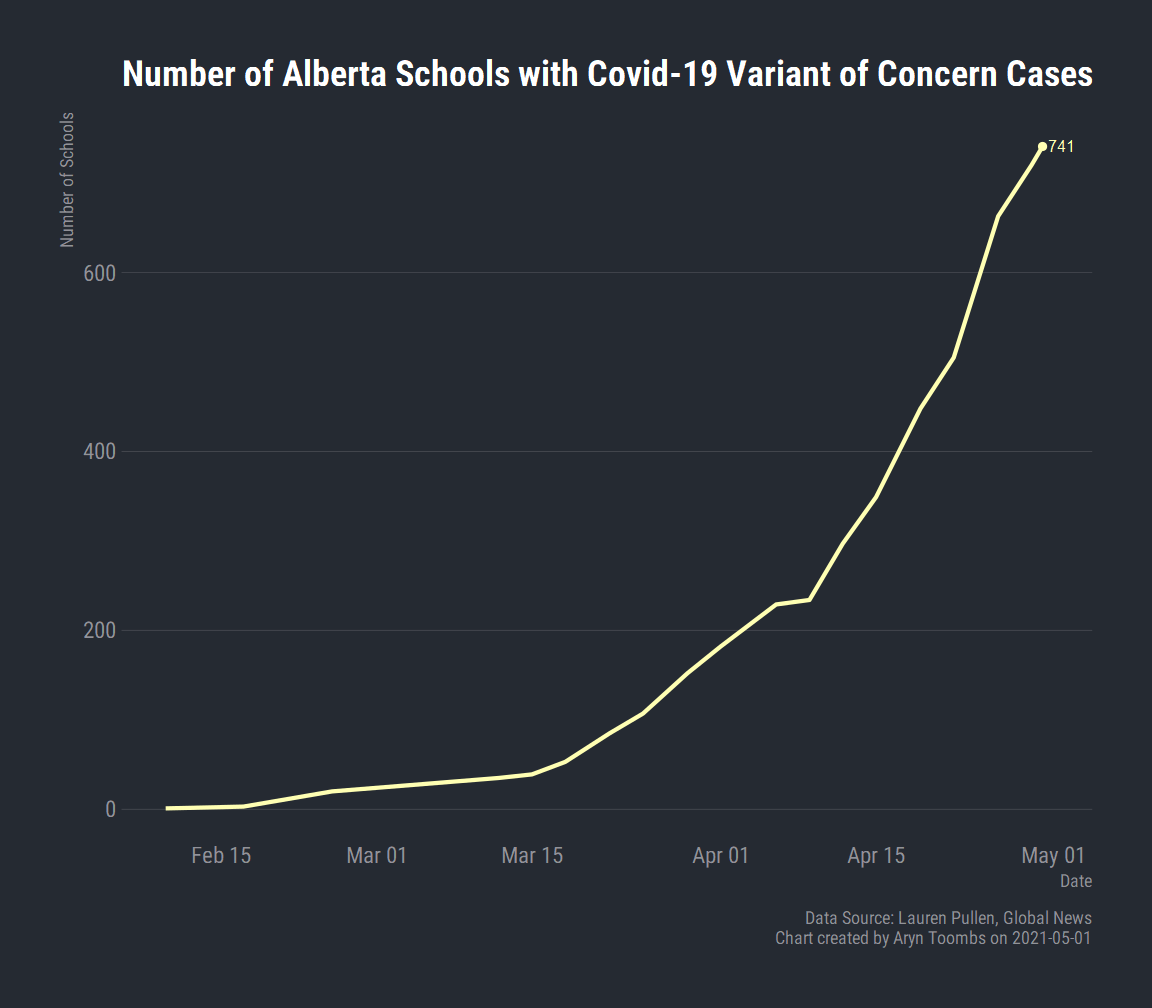 Number of Alberta Schools with Covid-19 Variant of Concern Cases
Number of Schools
741
600
400
200
0
Feb 15
Mar 01
Mar 15
Apr 01
Apr 15
May 01
Date
Data Source: Lauren Pullen, Global News
Chart created by Aryn Toombs on 2021-05-01